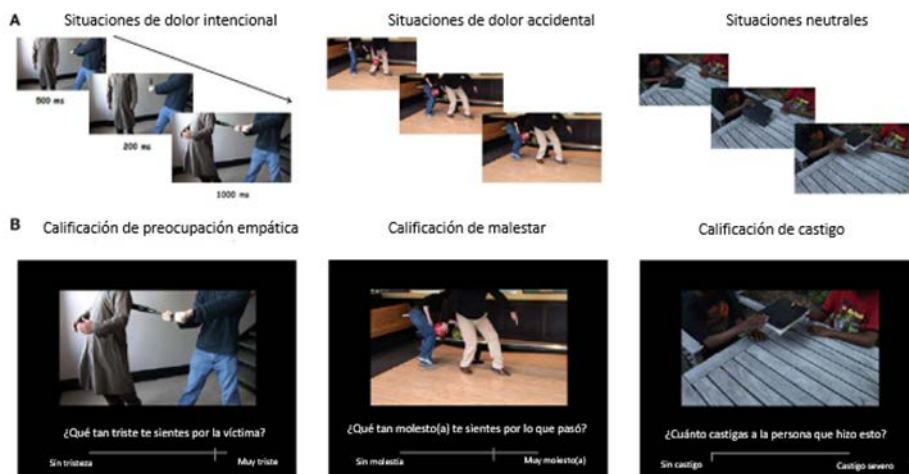 A
Situaciones de dolor intencional
Situaciones de dolor accidental
Situaciones neutrales
500 ms
200 ms
1000 ms
B
Calificación de preocupación empática
Calificación de malestar
Calificación de castigo
¿Qué tan triste te sientes por la víctima?
Sin tristeza
Muy triste
¿Qué tan molesto(a) te sientes por lo que pasó?
Sin molestia
Muy molesto(a)
¿Cuánto castigas a la persona que hizo esto?
Sin castigo
Castigo severo